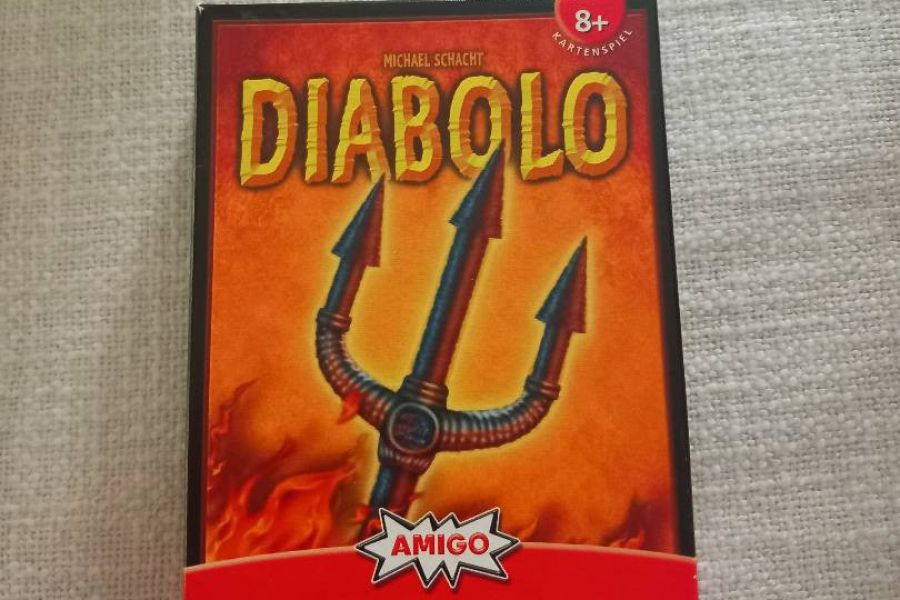 8+
KARTENSPIEL
MICHAEL SCHACHT
DIABOLO
AMIGO